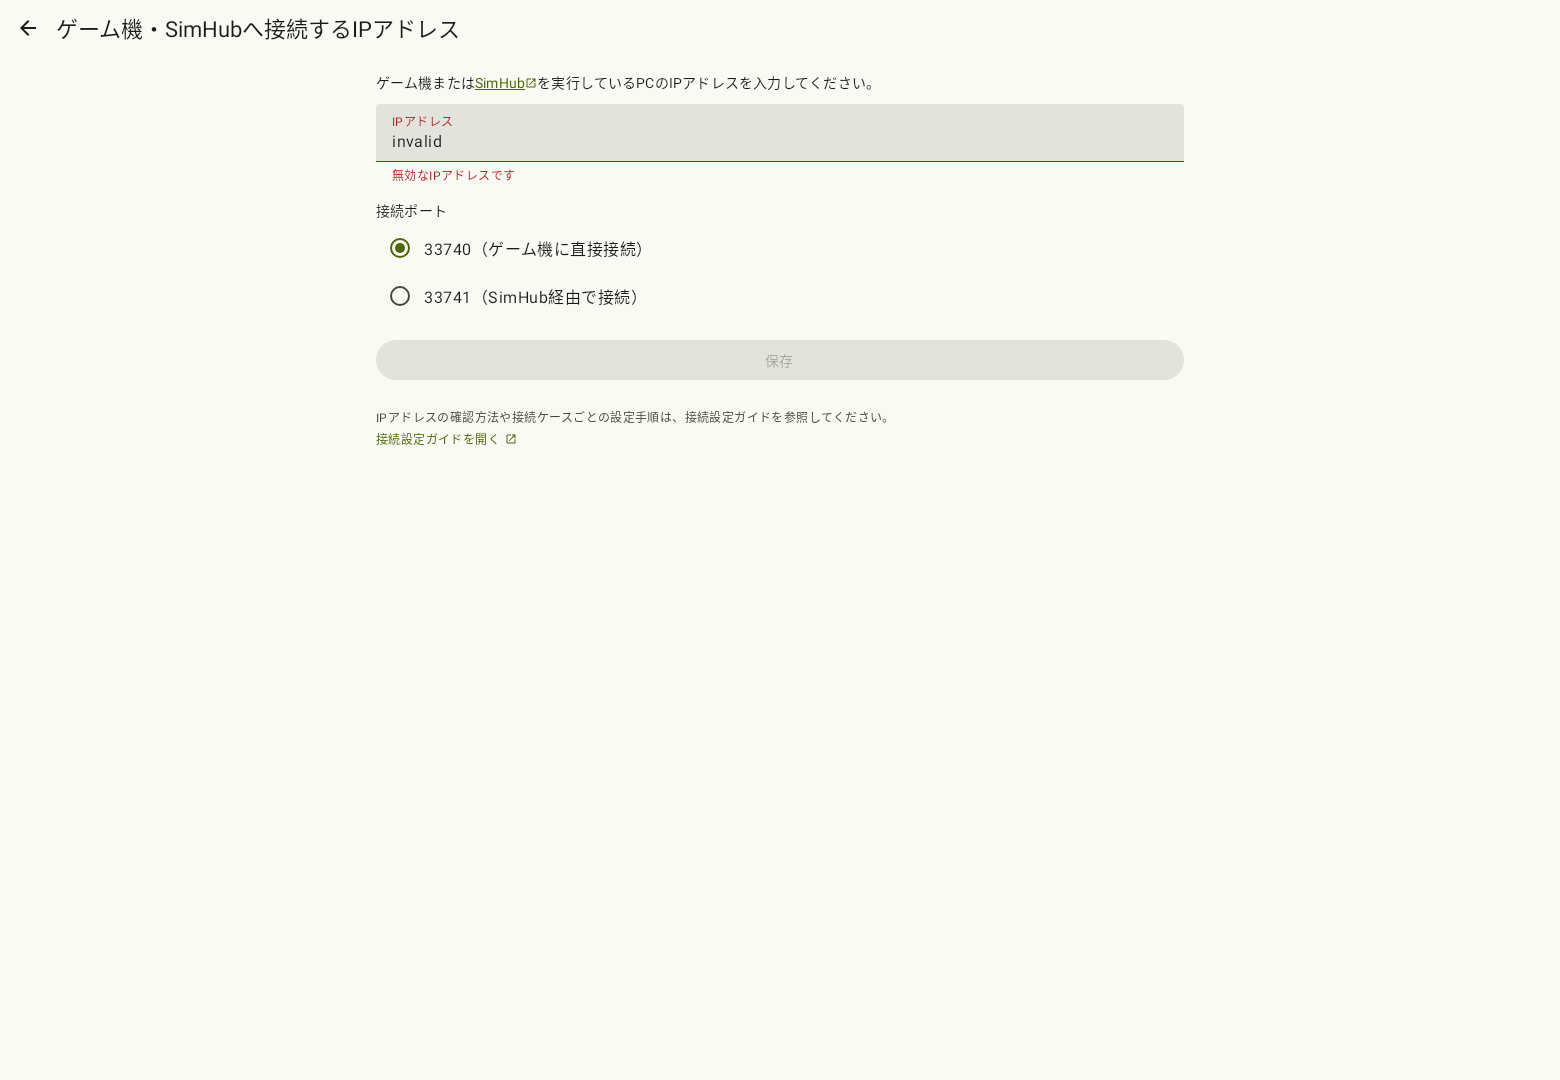 ゲーム機・SimHubへ接続するIPアドレス
ゲーム機またはSimHubを実行しているPCのIPアドレスを入力してください。
IPアドレス
invalid
無効なIPアドレスです
接続ポート
33740（ゲーム機に直接接続）
33741（SimHub経由で接続）
保存
IPアドレスの確認方法や接続ケースごとの設定手順は、接続設定ガイドを参照してください。
接続設定ガイドを開く